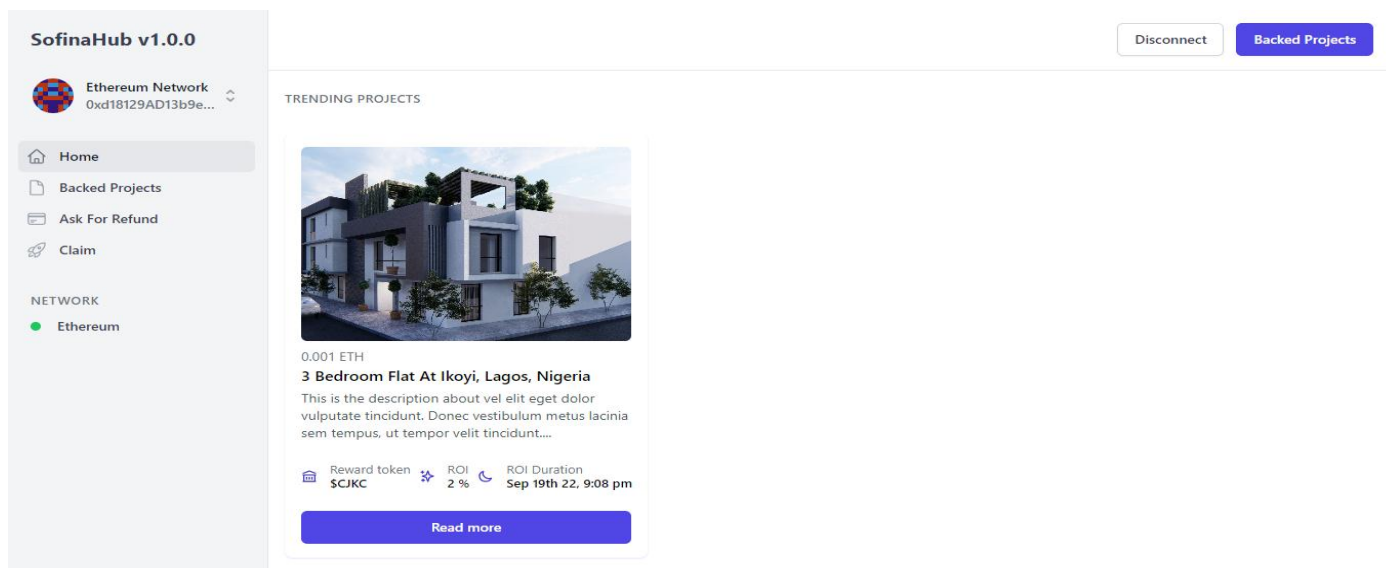 SofinaHub v1.0.0
Disconnect
Backed Projects
Ethereum Network
0xd18129AD13b9e...
Home
Backed Projects
Ask For Refund
Claim
NETWORK
Ethereum
TRENDING PROJECTS
0.001 ETH
3 Bedroom Flat At Ikoyi, Lagos, Nigeria
This is the description about vel elit eget dolor
vulputate tincidunt. Donec vestibulum metus lacinia
sem tempus, ut tempor velit tincidunt....
Reward token ROI ROI Duration
$CJKC 2 % Sep 19th 22, 9:08 pm
Read more